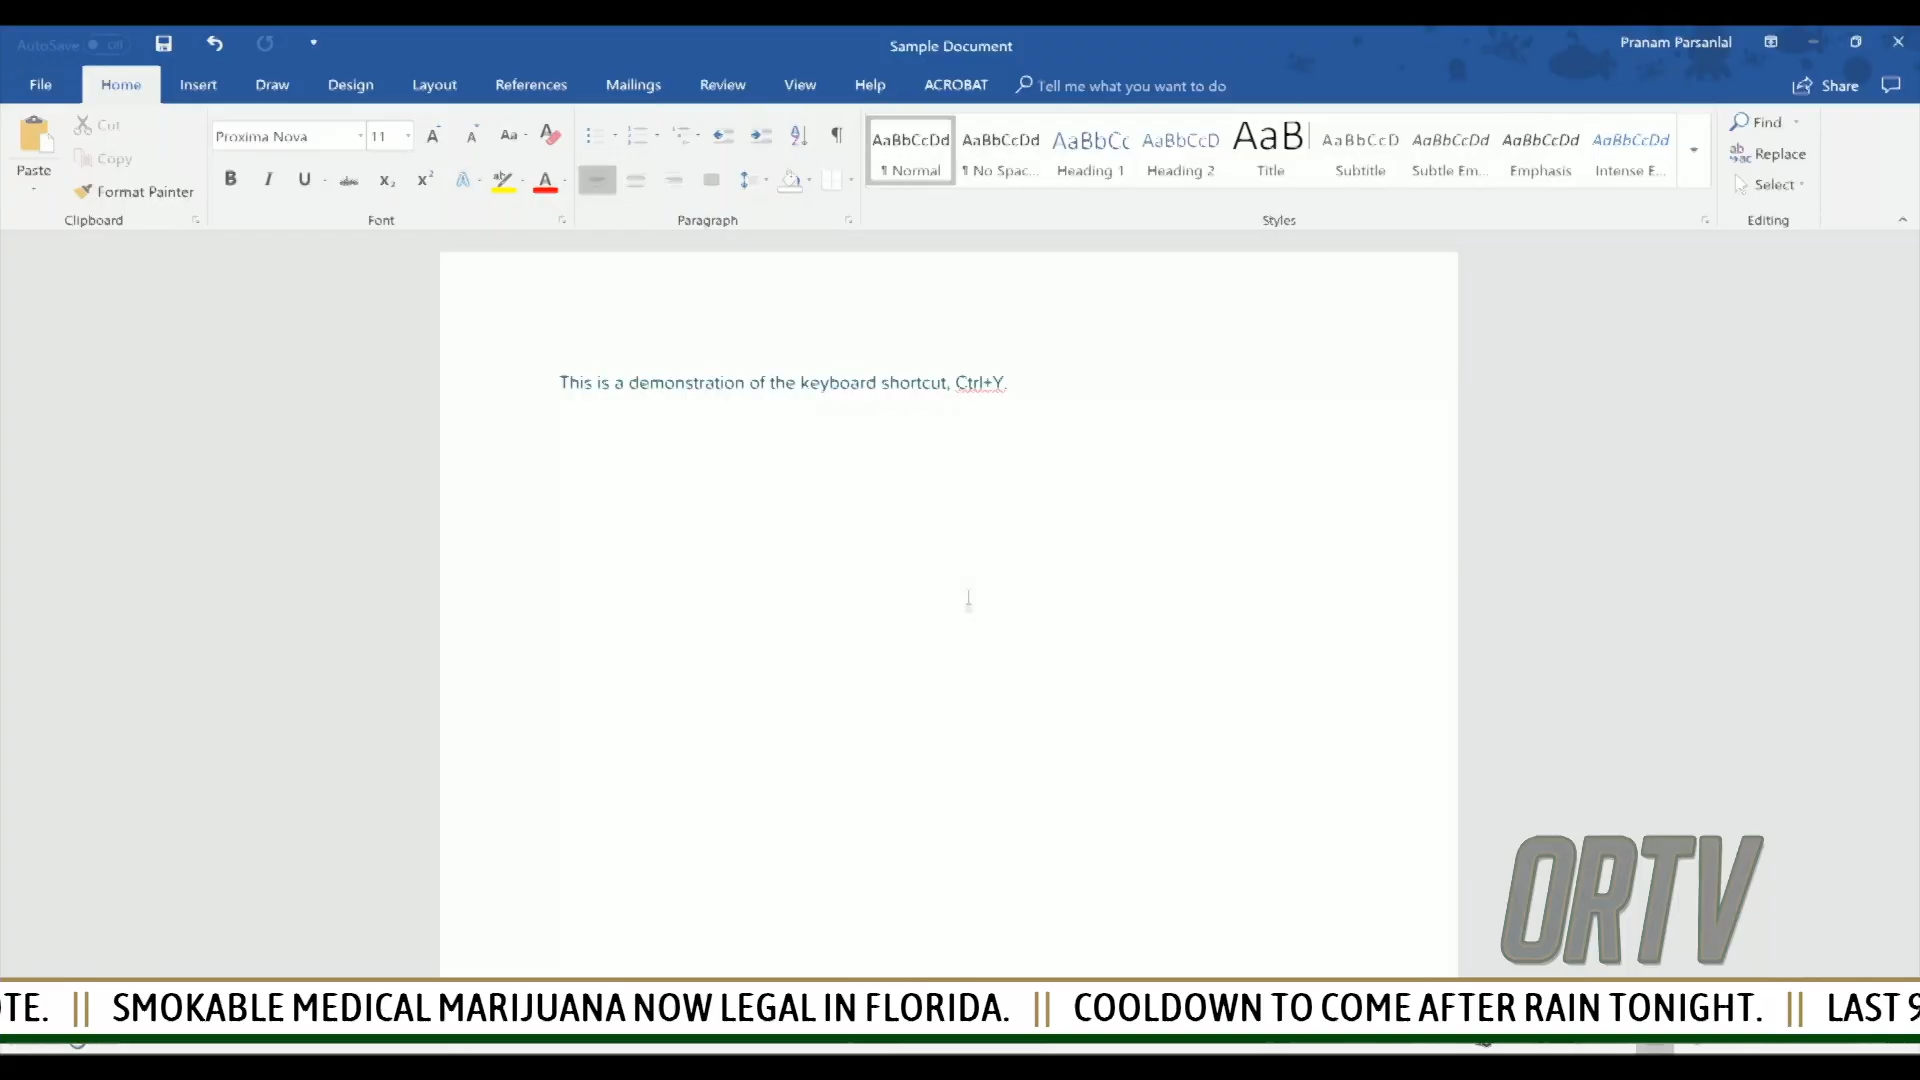 AutoSave Off
Sample Document
Pranam Parsanlal
File Home Insert Draw Design Layout References Mailings Review View Help ACROBAT Tell me what you want to do Share
Paste
Cut
Copy
Format Painter
Clipboard
Proxima Nova 11
Font
Paragraph
AaBbCcDd AaBbCcDd AaBbCc AaBbCcD AaB AaBbCcD AaBbCcDd AaBbCcDd AaBbCcDd
¶ Normal ¶ No Spac... Heading 1 Heading 2 Title Subtitle Subtle Em... Emphasis Intense E...
Styles
Find
Replace
Select
Editing
This is a demonstration of the keyboard shortcut, Ctrl+Y.
ORTV
OTE. || SMOKABLE MEDICAL MARIJUANA NOW LEGAL IN FLORIDA. || COOLDOWN TO COME AFTER RAIN TONIGHT. || LAST 9